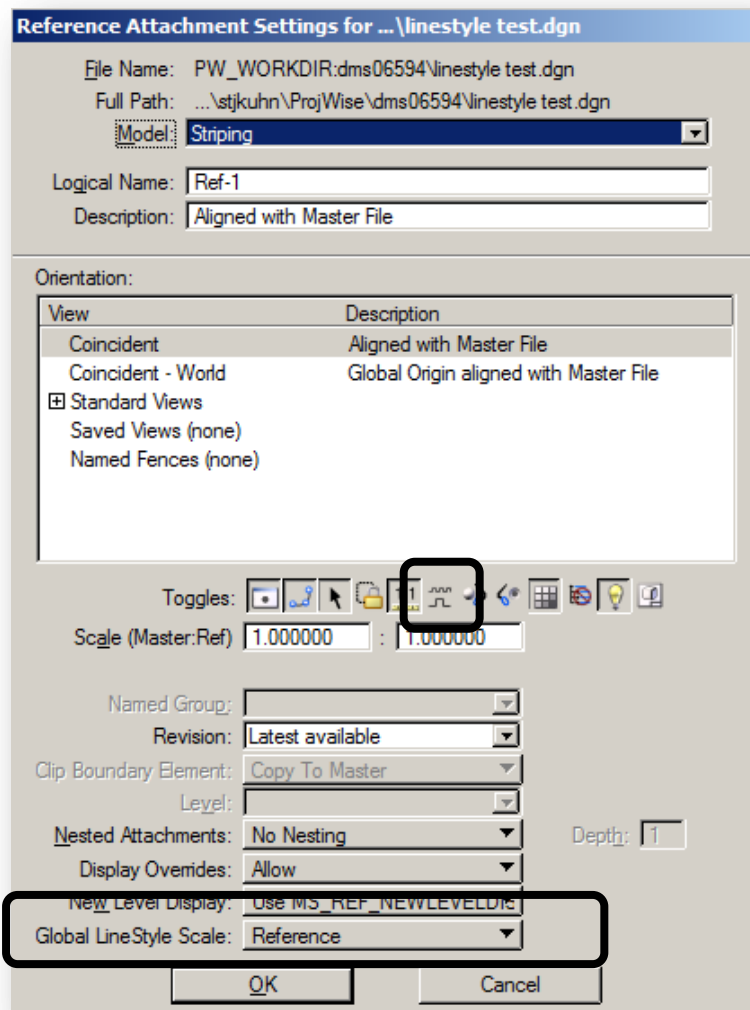 Reference Attachment Settings for ...\linestyle test.dgn
File Name: PW_WORKDIR:dms06594\linestyle test.dgn
Full Path: ...\stjkuhn\ProjWise\dms06594\linestyle test.dgn
Model: Striping
Logical Name: Ref-1
Description: Aligned with Master File
Orientation:
View Description
Coincident Aligned with Master File
Coincident - World Global Origin aligned with Master File
Standard Views
Saved Views (none)
Named Fences (none)
Toggles:
Scale (Master:Ref) 1.000000 : 1.000000
Named Group:
Revision: Latest available
Clip Boundary Element: Copy To Master
Level:
Nested Attachments: No Nesting Depth: 1
Display Overrides: Allow
New Level Display: Use MS_REF_NEWLEVELDIS
Global LineStyle Scale: Reference
OK Cancel